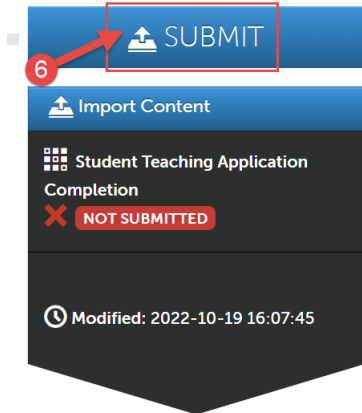 SUBMIT
6
Import Content
Student Teaching Application
Completion
NOT SUBMITTED
Modified: 2022-10-19 16:07:45